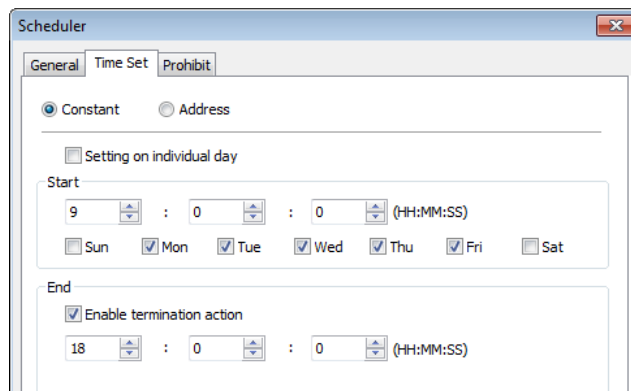 Scheduler
General Time Set Prohibit
Constant Address
Setting on individual day
Start
9 : 0 : 0 (HH:MM:SS)
Sun Mon Tue Wed Thu Fri Sat
End
Enable termination action
18 : 0 : 0 (HH:MM:SS)